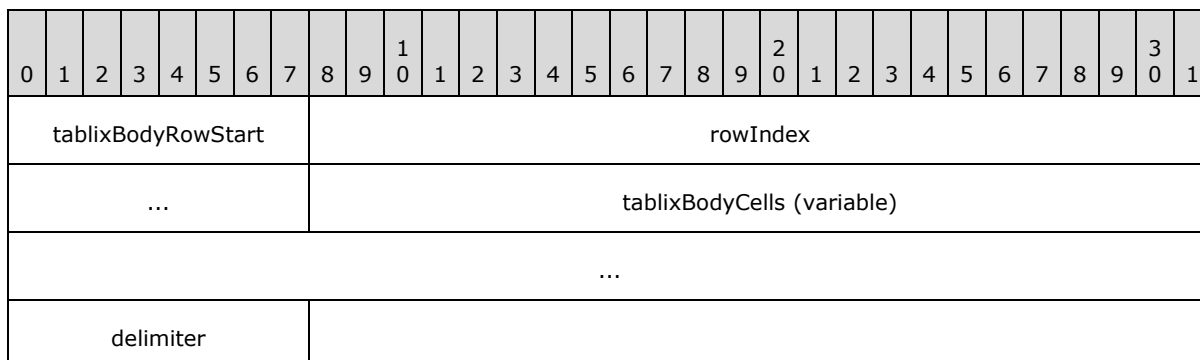 1 2 3
0 1 2 3 4 5 6 7 8 9 0 1 2 3 4 5 6 7 8 9 0 1 2 3 4 5 6 7 8 9 0 1
tablixBodyRowStart rowIndex
... tablixBodyCells (variable)
...
delimiter